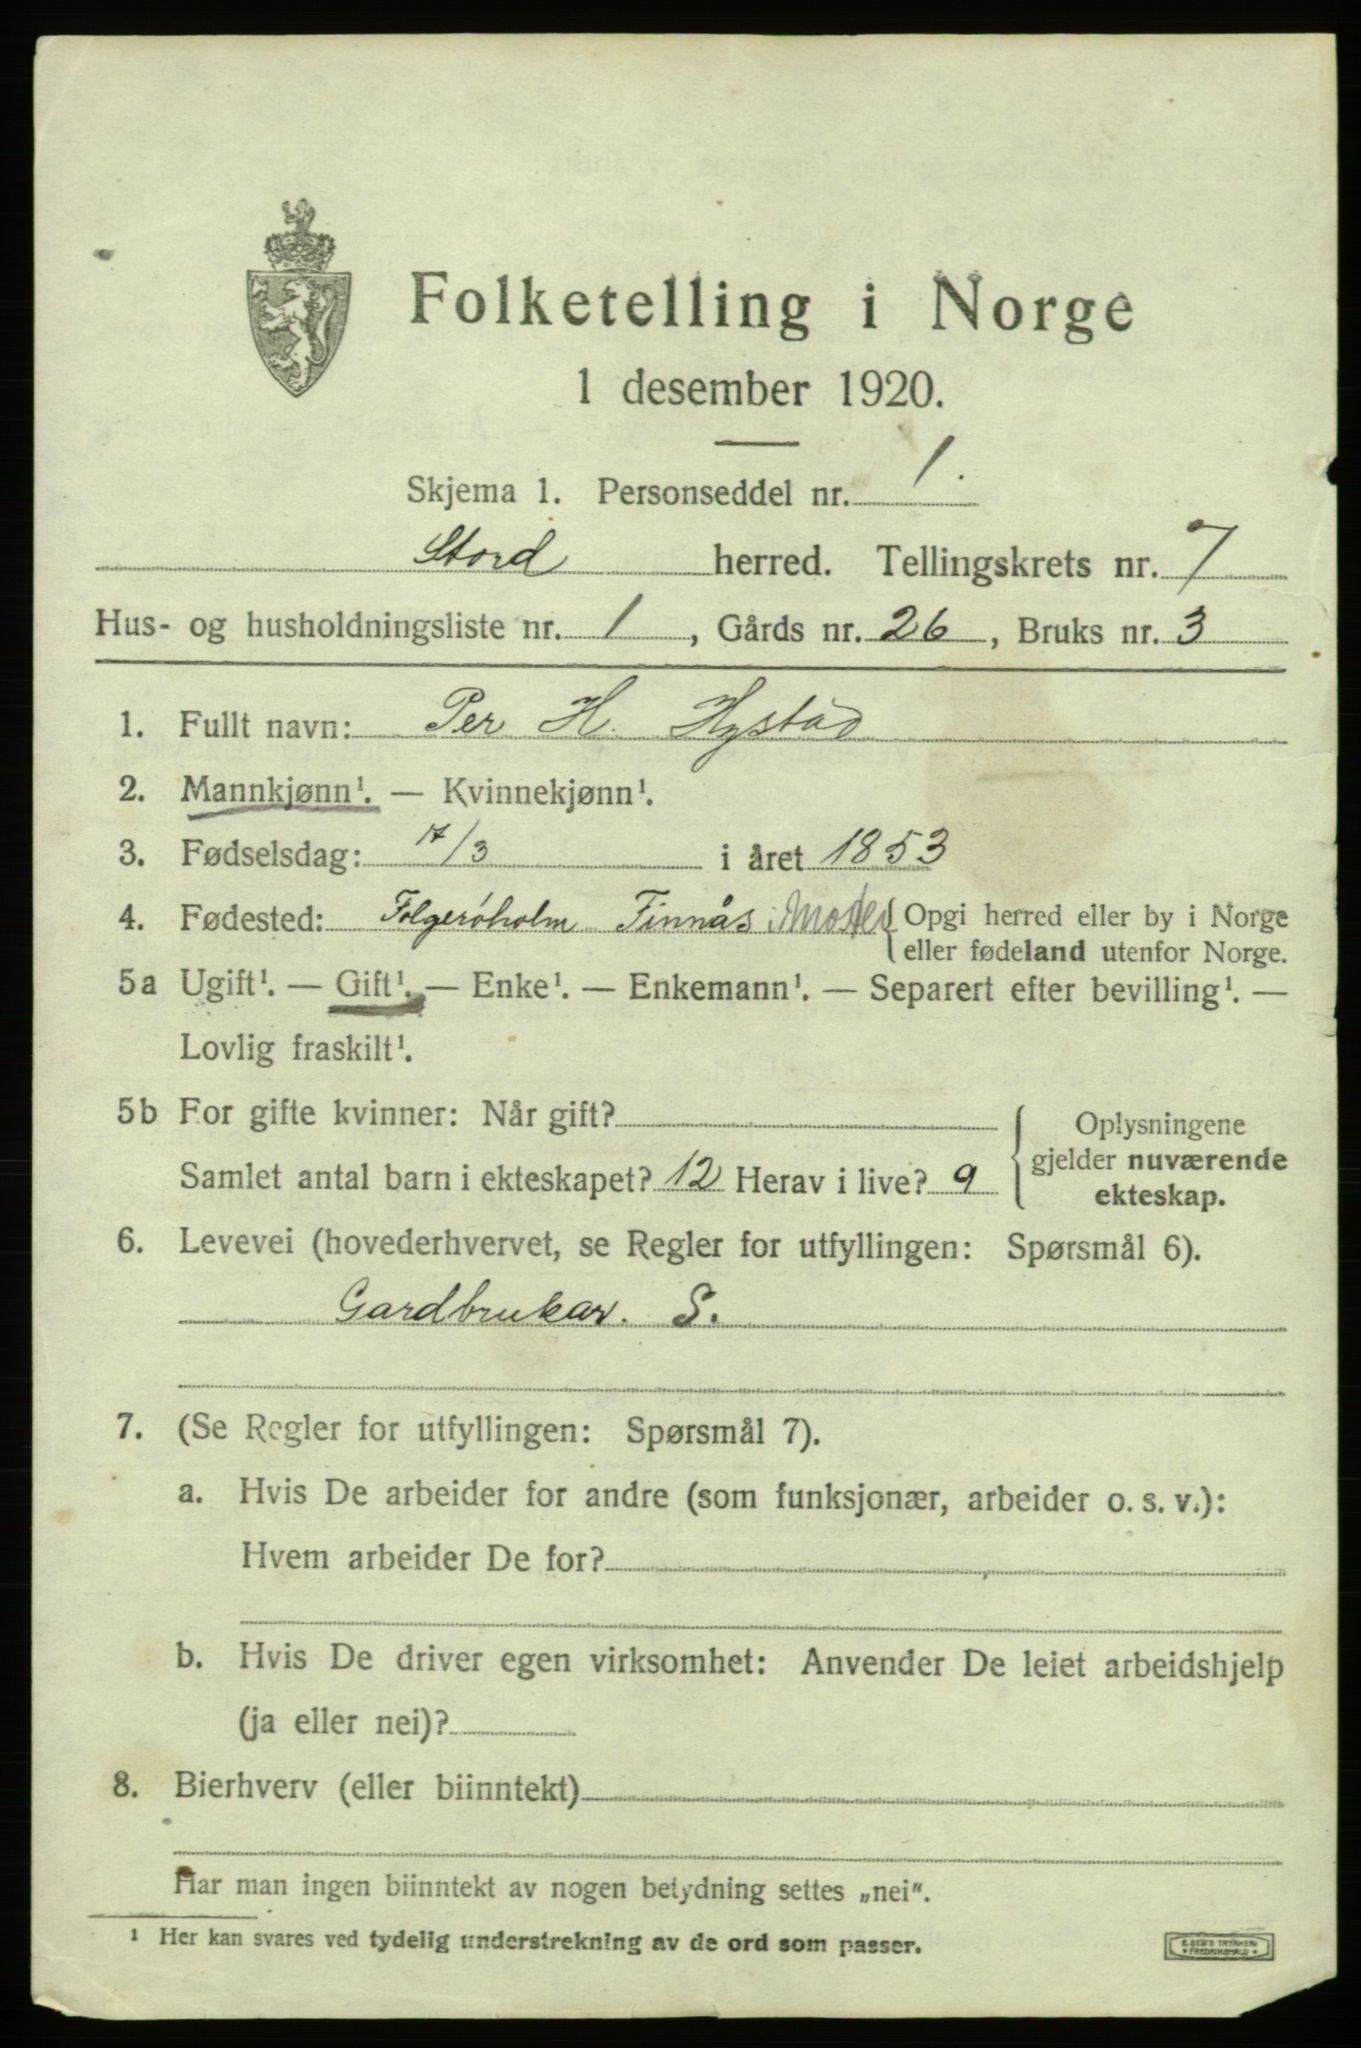 Folketelling i Norge
1 desember 1920.
Skjema 1. Personseddel nr. 1.
Stord herred. Tellingskrets nr. 7
Hus- og husholdningsliste nr. 1, Gårds nr. 26, Bruks nr. 3
1. Fullt navn: Per H. Hystad
2. Mannkjønn¹. — Kvinnekjønn¹.
3. Fødselsdag: 17/3 i året 1853
4. Fødested: Folgerøholm Finnås Moster { Opgi herred eller by i Norge
eller fødeland utenfor Norge.
5a Ugift¹. — Gift¹. — Enke¹. — Enkemann¹. — Separert efter bevilling¹. —
Lovlig fraskilt¹.
5b For gifte kvinner: Når gift? { Oplysningene
gjelder nuværende
Samlet antal barn i ekteskapet? 12 Herav i live? 9
ekteskap.
6. Levevei (hovederhvervet, se Regler for utfyllingen: Spørsmål 6).
Gardbrukar. S.
7. (Se Regler for utfyllingen: Spørsmål 7).
a. Hvis De arbeider for andre (som funksjonær, arbeider o. s. v.):
Hvem arbeider De for?
b. Hvis De driver egen virksomhet: Anvender De leiet arbeidshjelp
(ja eller nei)?
8. Bierhverv (eller biinntekt)
Har man ingen biinntekt av nogen betydning settes „nei".
¹ Her kan svares ved tydelig understrekning av de ord som passer.